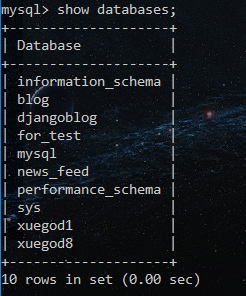 mysql> show databases;
+--------------------+
| Database           |
+--------------------+
| information_schema |
| blog               |
| djangoblog         |
| for_test           |
| mysql              |
| news_feed          |
| performance_schema |
| sys                |
| xuegod1            |
| xuegod8            |
+--------------------+
10 rows in set (0.00 sec)